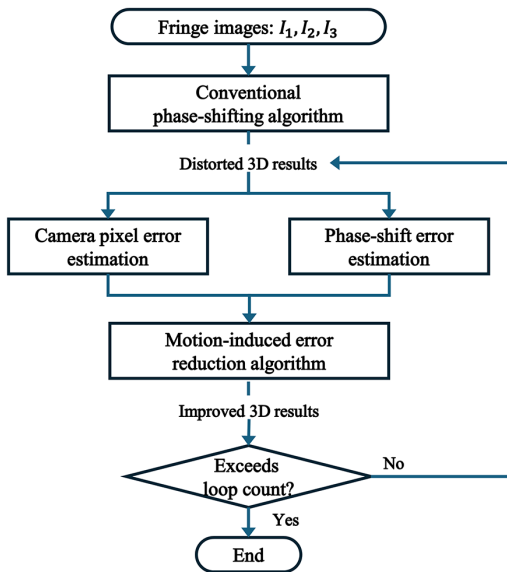 Fringe images: I₁, I₂, I₃
Conventional
phase-shifting algorithm
Distorted 3D results
Camera pixel error
estimation
Phase-shift error
estimation
Motion-induced error
reduction algorithm
Improved 3D results
Exceeds
loop count?
No
Yes
End